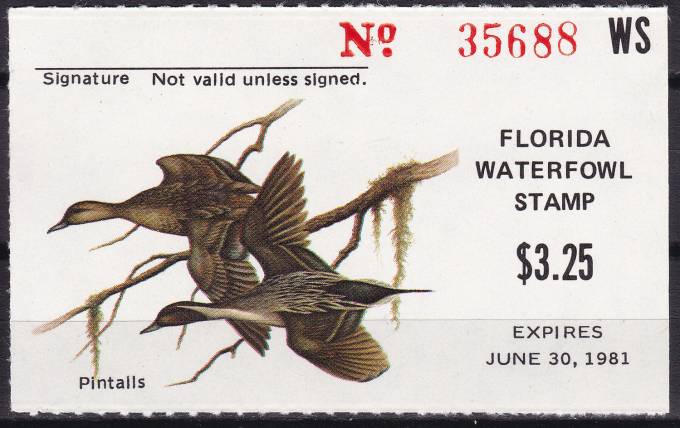 Nº 35688 WS
Signature Not valid unless signed.
FLORIDA
WATERFOWL
STAMP
$3.25
EXPIRES
JUNE 30, 1981
Pintails